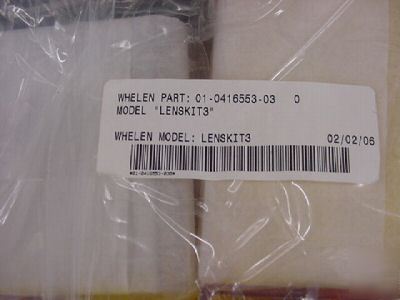 WHELEN PART: 01-0416553-03 0
MODEL "LENSKIT3"
WHELEN MODEL: LENSKIT3 02/02/06